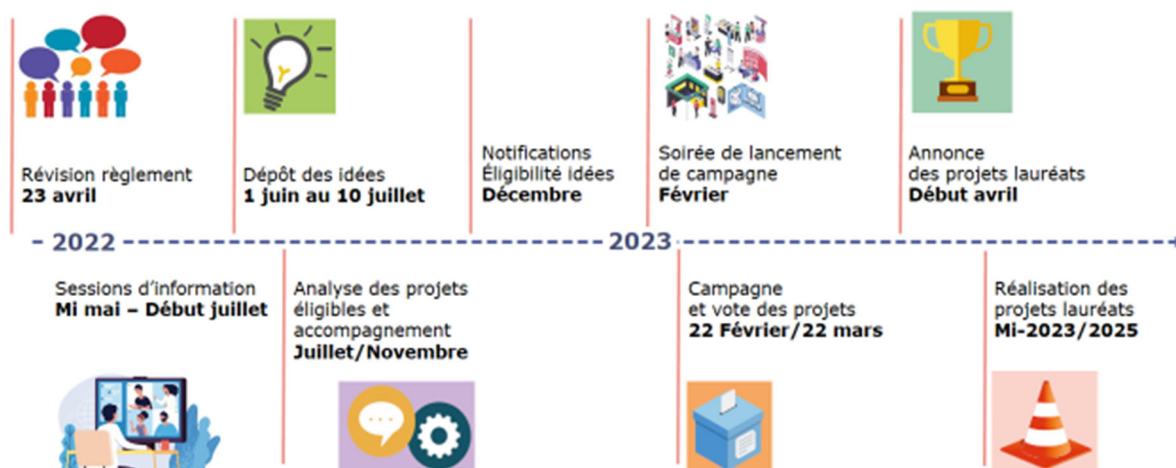 Révision règlement
23 avril
Dépôt des idées
1 juin au 10 juillet
Notifications
Éligibilité idées
Décembre
Soirée de lancement
de campagne
Février
Annonce
des projets lauréats
Début avril
2022
2023
Sessions d’information
Mi mai – Début juillet
Analyse des projets
éligibles et
accompagnement
Juillet/Novembre
Campagne
et vote des projets
22 Février/22 mars
Réalisation des
projets lauréats
Mi-2023/2025